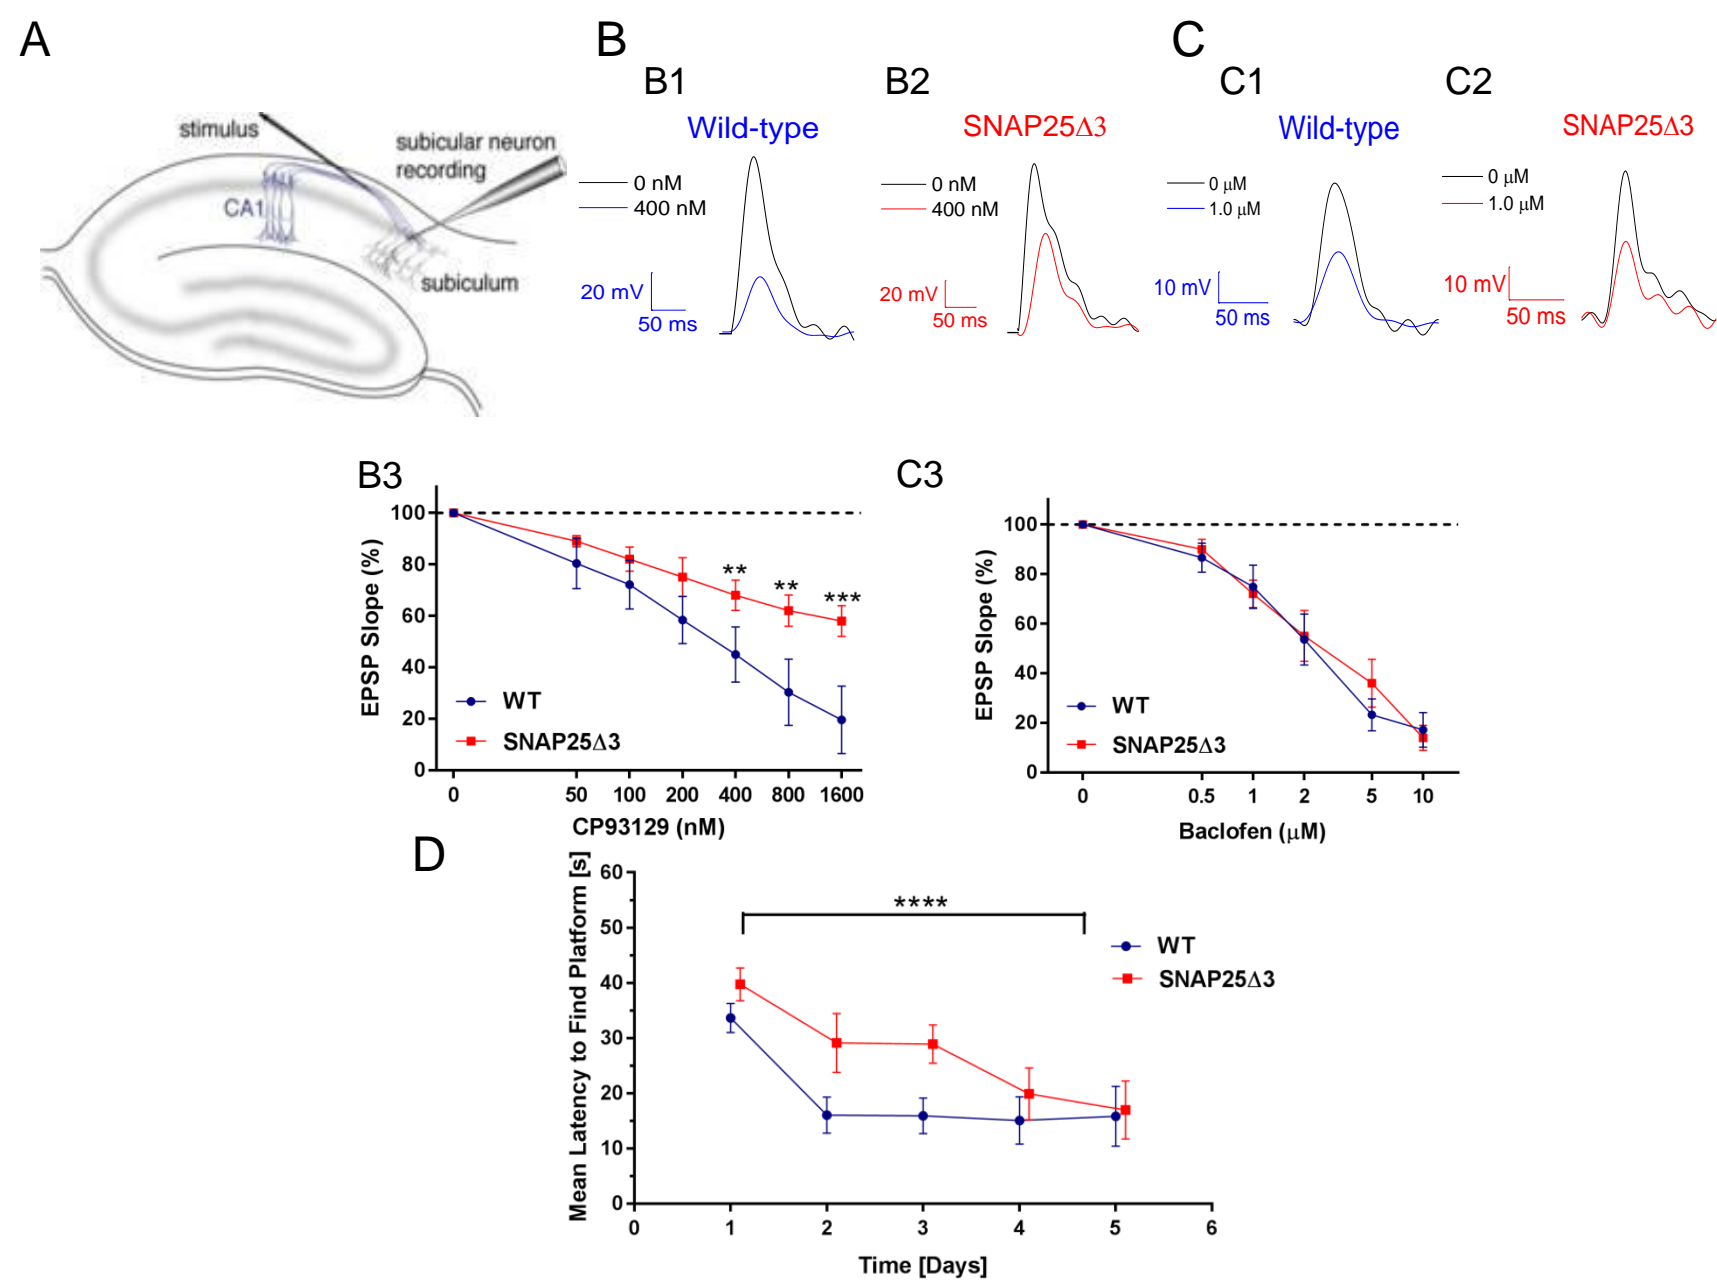 A
stimulus
subicular neuron
recording
CA1
subiculum
B
B1
Wild-type
0 nM
400 nM
20 mV
50 ms
B2
SNAP25Δ3
0 nM
400 nM
20 mV
50 ms
C
C1
Wild-type
0 μM
1.0 μM
10 mV
50 ms
C2
SNAP25Δ3
0 μM
1.0 μM
10 mV
50 ms
B3
EPSP Slope (%)
100
80
60
40
20
0
** ** ***
WT
SNAP25Δ3
0 50 100 200 400 800 1600
CP93129 (nM)
C3
EPSP Slope (%)
100
80
60
40
20
0
WT
SNAP25Δ3
0 0.5 1 2 5 10
Baclofen (μM)
D
Mean Latency to Find Platform [s]
60
50
40
30
20
10
0
****
WT
SNAP25Δ3
0 1 2 3 4 5 6
Time [Days]